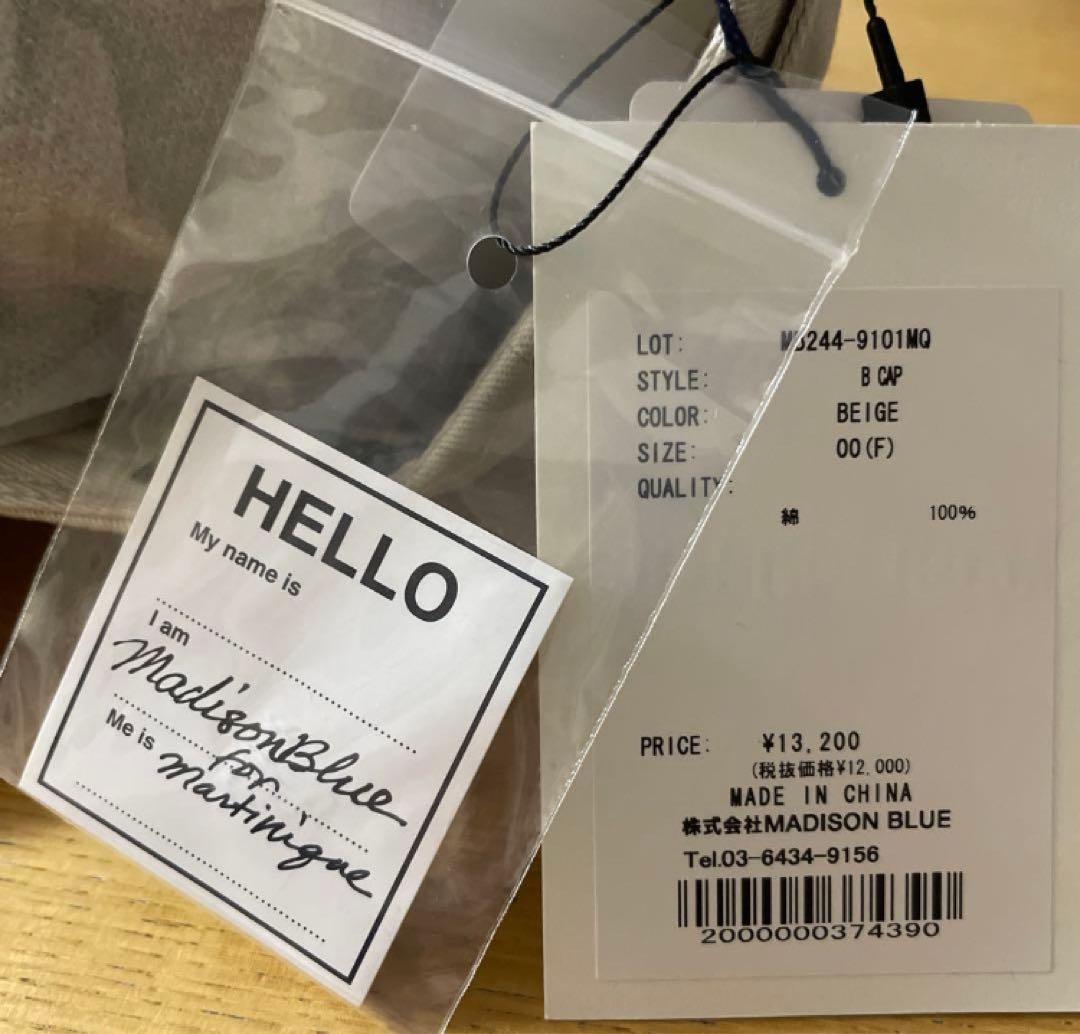 HELLO
My name is
I am
MadisonBlue
for
Me is martinique
LOT: MB244-9101MQ
STYLE: B CAP
COLOR: BEIGE
SIZE: 00(F)
QUALITY:
綿 100%
PRICE: ¥13,200
(税抜価格¥12,000)
MADE IN CHINA
株式会社MADISON BLUE
Tel.03-6434-9156
2000000374390